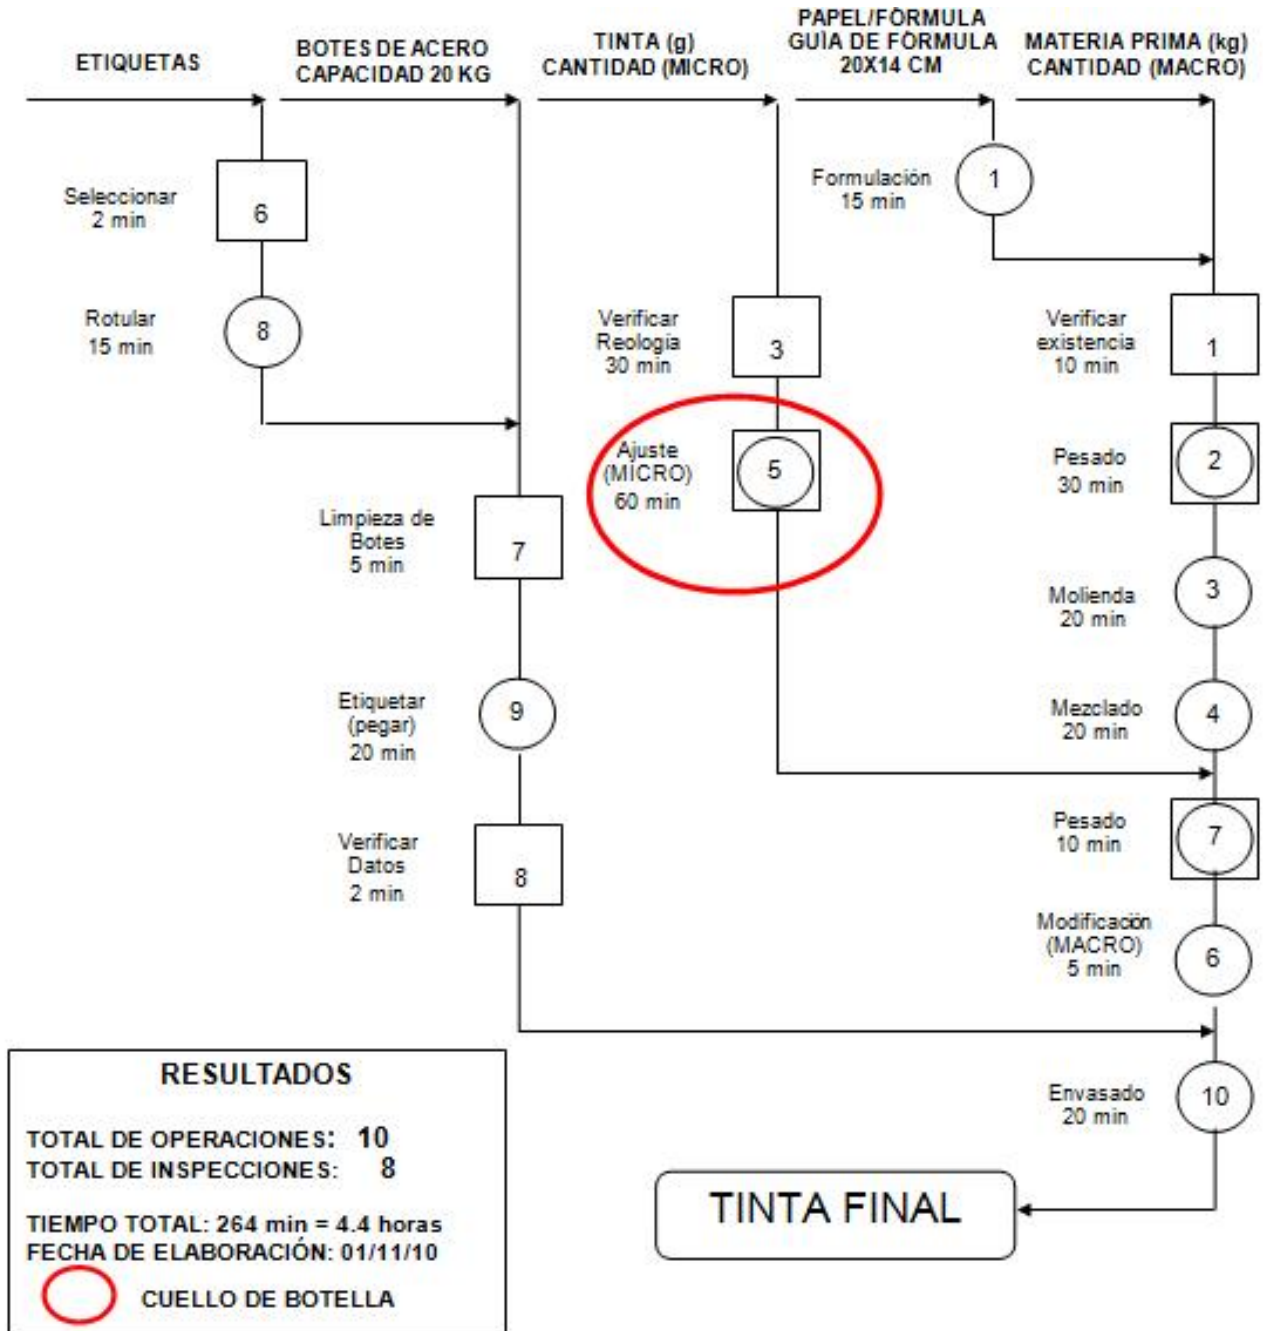 ETIQUETAS
BOTES DE ACERO
CAPACIDAD 20 KG
TINTA (g)
CANTIDAD (MICRO)
PAPEL/FÓRMULA
GUÍA DE FÓRMULA
20X14 CM
MATERIA PRIMA (kg)
CANTIDAD (MACRO)
Seleccionar
2 min
6
Rotular
15 min
8
Limpieza de
Botes
5 min
7
Etiquetar
(pegar)
20 min
9
Verificar
Datos
2 min
8
Verificar
Reología
30 min
3
Ajuste
(MICRO)
60 min
5
Formulación
15 min
1
Verificar
existencia
10 min
1
Pesado
30 min
2
Molienda
20 min
3
Mezclado
20 min
4
Pesado
10 min
7
Modificación
(MACRO)
5 min
6
Envasado
20 min
10
TINTA FINAL
RESULTADOS
TOTAL DE OPERACIONES: 10
TOTAL DE INSPECCIONES: 8
TIEMPO TOTAL: 264 min = 4.4 horas
FECHA DE ELABORACIÓN: 01/11/10
CUELLO DE BOTELLA